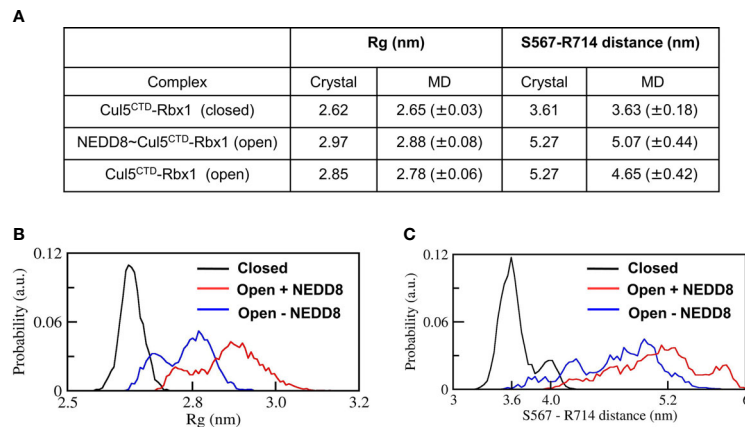 A
Rg (nm) S567-R714 distance (nm)
Complex Crystal MD Crystal MD
Cul5CTD-Rbx1 (closed) 2.62 2.65 (±0.03) 3.61 3.63 (±0.18)
NEDD8~Cul5CTD-Rbx1 (open) 2.97 2.88 (±0.08) 5.27 5.07 (±0.44)
Cul5CTD-Rbx1 (open) 2.85 2.78 (±0.06) 5.27 4.65 (±0.42)
B
0.12
0.06
0
Probability (a.u.)
Closed
Open + NEDD8
Open - NEDD8
2.5 2.8 3.0 3.2
Rg (nm)
C
0.12
0.06
0
Probability (a.u.)
Closed
Open + NEDD8
Open - NEDD8
3 3.6 4.0 5.2 6
S567 - R714 distance (nm)